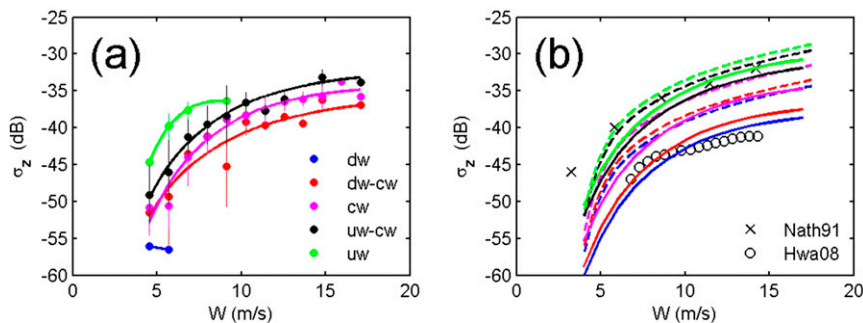 (a)
-25
-30
-35
-40
-45
-50
-55
-60
σz (dB)
0 5 10 15 20
W (m/s)
dw
dw-cw
cw
uw-cw
uw
(b)
-25
-30
-35
-40
-45
-50
-55
-60
σz (dB)
0 5 10 15 20
W (m/s)
× Nath91
○ Hwa08